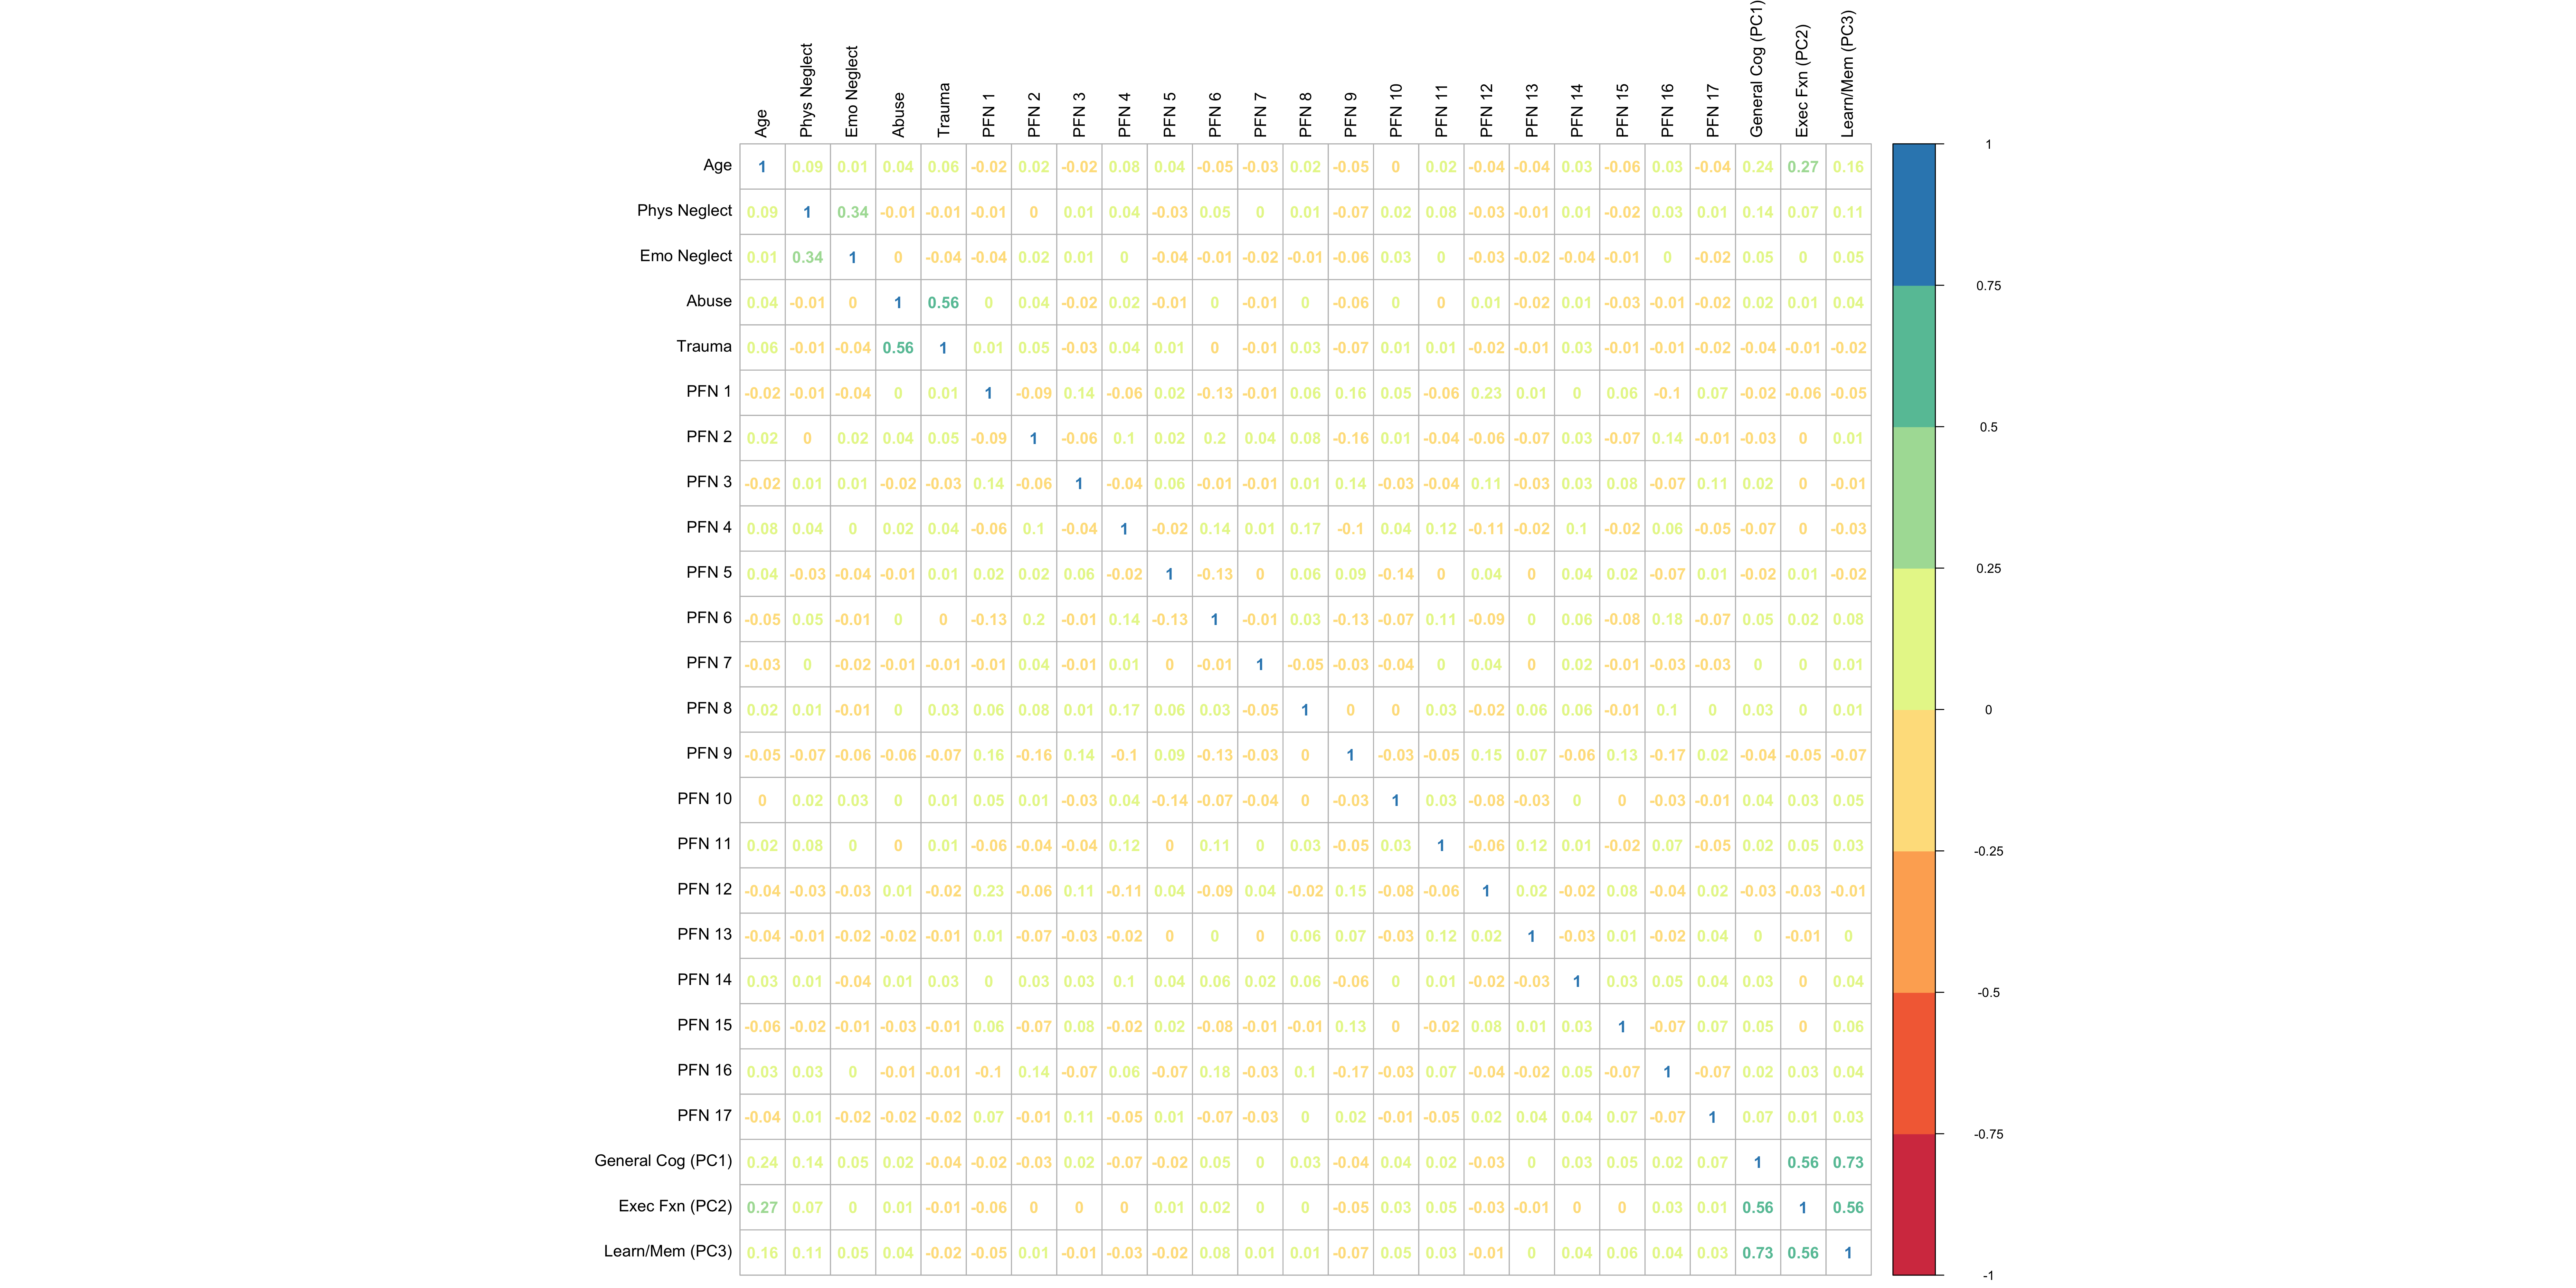 Age Phys Neglect Emo Neglect Abuse Trauma PFN 1 PFN 2 PFN 3 PFN 4 PFN 5 PFN 6 PFN 7 PFN 8 PFN 9 PFN 10 PFN 11 PFN 12 PFN 13 PFN 14 PFN 15 PFN 16 PFN 17 General Cog (PC1) Exec Fxn (PC2) Learn/Mem (PC3)
Age 1 0.09 0.01 0.04 0.06 -0.02 0.02 -0.02 0.08 0.04 -0.05 -0.03 0.02 -0.05 0 0.02 -0.04 -0.04 0.03 -0.06 0.03 -0.04 0.24 0.27 0.16
Phys Neglect 0.09 1 0.34 -0.01 -0.01 -0.01 0 0.01 0.04 -0.03 0.05 0 0.01 -0.07 0.02 0.08 -0.03 -0.01 0.01 -0.02 0.03 0.01 0.14 0.07 0.11
Emo Neglect 0.01 0.34 1 0 -0.04 -0.04 0.02 0.01 0 -0.04 -0.01 -0.02 -0.01 -0.06 0.03 0 -0.03 -0.02 -0.04 -0.01 0 -0.02 0.05 0 0.05
Abuse 0.04 -0.01 0 1 0.56 0 0.04 -0.02 0.02 -0.01 0 -0.01 0 -0.06 0 0 0.01 -0.02 0.01 -0.03 -0.01 -0.02 0.02 0.01 0.04
Trauma 0.06 -0.01 -0.04 0.56 1 0.01 0.05 -0.03 0.04 0.01 0 -0.01 0.03 -0.07 0.01 0.01 -0.02 -0.01 0.03 -0.01 -0.01 -0.02 -0.04 -0.01 -0.02
PFN 1 -0.02 -0.01 -0.04 0 0.01 1 -0.09 0.14 -0.06 0.02 -0.13 -0.01 0.06 0.16 0.05 -0.06 0.23 0.01 0 0.06 -0.1 0.07 -0.02 -0.06 -0.05
PFN 2 0.02 0 0.02 0.04 0.05 -0.09 1 -0.06 0.1 0.02 0.2 0.04 0.08 -0.16 0.01 -0.04 -0.06 -0.07 0.03 -0.07 0.14 -0.01 -0.03 0 0.01
PFN 3 -0.02 0.01 0.01 -0.02 -0.03 0.14 -0.06 1 -0.04 0.06 -0.01 -0.01 0.01 0.14 -0.03 -0.04 0.11 -0.03 0.03 0.08 -0.07 0.11 0.02 0 -0.01
PFN 4 0.08 0.04 0 0.02 0.04 -0.06 0.1 -0.04 1 -0.02 0.14 0.01 0.17 -0.1 0.04 0.12 -0.11 -0.02 0.1 -0.02 0.06 -0.05 -0.07 0 -0.03
PFN 5 0.04 -0.03 -0.04 -0.01 0.01 0.02 0.02 0.06 -0.02 1 -0.13 0 0.06 0.09 -0.14 0 0.04 0 0.04 0.02 -0.07 0.01 -0.02 0.01 -0.02
PFN 6 -0.05 0.05 -0.01 0 0 -0.13 0.2 -0.01 0.14 -0.13 1 -0.01 0.03 -0.13 -0.07 0.11 -0.09 0 0.06 -0.08 0.18 -0.07 0.05 0.02 0.08
PFN 7 -0.03 0 -0.02 -0.01 -0.01 -0.01 0.04 -0.01 0.01 0 -0.01 1 -0.05 -0.03 -0.04 0 0.04 0 0.02 -0.01 -0.03 -0.03 0 0 0.01
PFN 8 0.02 0.01 -0.01 0 0.03 0.06 0.08 0.01 0.17 0.06 0.03 -0.05 1 0 0 0.03 -0.02 0.06 0.06 -0.01 0.1 0 0.03 0 0.01
PFN 9 -0.05 -0.07 -0.06 -0.06 -0.07 0.16 -0.16 0.14 -0.1 0.09 -0.13 -0.03 0 1 -0.03 -0.05 0.15 0.07 -0.06 0.13 -0.17 0.02 -0.04 -0.05 -0.07
PFN 10 0 0.02 0.03 0 0.01 0.05 0.01 -0.03 0.04 -0.14 -0.07 -0.04 0 -0.03 1 0.03 -0.08 -0.03 0 0 -0.03 -0.01 0.04 0.03 0.05
PFN 11 0.02 0.08 0 0 0.01 -0.06 -0.04 -0.04 0.12 0 0.11 0 0.03 -0.05 0.03 1 -0.06 0.12 0.01 -0.02 0.07 -0.05 0.02 0.05 0.03
PFN 12 -0.04 -0.03 -0.03 0.01 -0.02 0.23 -0.06 0.11 -0.11 0.04 -0.09 0.04 -0.02 0.15 -0.08 -0.06 1 0.02 -0.02 0.08 -0.04 0.02 -0.03 -0.03 -0.01
PFN 13 -0.04 -0.01 -0.02 -0.02 -0.01 0.01 -0.07 -0.03 -0.02 0 0 0 0.06 0.07 -0.03 0.12 0.02 1 -0.03 0.01 -0.02 0.04 0 -0.01 0
PFN 14 0.03 0.01 -0.04 0.01 0.03 0 0.03 0.03 0.1 0.04 0.06 0.02 0.06 -0.06 0 0.01 -0.02 -0.03 1 0.03 0.05 0.04 0.03 0 0.04
PFN 15 -0.06 -0.02 -0.01 -0.03 -0.01 0.06 -0.07 0.08 -0.02 0.02 -0.08 -0.01 -0.01 0.13 0 -0.02 0.08 0.01 0.03 1 -0.07 0.07 0.05 0 0.06
PFN 16 0.03 0.03 0 -0.01 -0.01 -0.1 0.14 -0.07 0.06 -0.07 0.18 -0.03 0.1 -0.17 -0.03 0.07 -0.04 -0.02 0.05 -0.07 1 -0.07 0.02 0.03 0.04
PFN 17 -0.04 0.01 -0.02 -0.02 -0.02 0.07 -0.01 0.11 -0.05 0.01 -0.07 -0.03 0 0.02 -0.01 -0.05 0.02 0.04 0.04 0.07 -0.07 1 0.07 0.01 0.03
General Cog (PC1) 0.24 0.14 0.05 0.02 -0.04 -0.02 -0.03 0.02 -0.07 -0.02 0.05 0 0.03 -0.04 0.04 0.02 -0.03 0 0.03 0.05 0.02 0.07 1 0.56 0.73
Exec Fxn (PC2) 0.27 0.07 0 0.01 -0.01 -0.06 0 0 0 0.01 0.02 0 0 -0.05 0.03 0.05 -0.03 -0.01 0 0 0.03 0.01 0.56 1 0.56
Learn/Mem (PC3) 0.16 0.11 0.05 0.04 -0.02 -0.05 0.01 -0.01 -0.03 -0.02 0.08 0.01 0.01 -0.07 0.05 0.03 -0.01 0 0.04 0.06 0.04 0.03 0.73 0.56 1
1
0.75
0.5
0.25
0
-0.25
-0.5
-0.75
-1